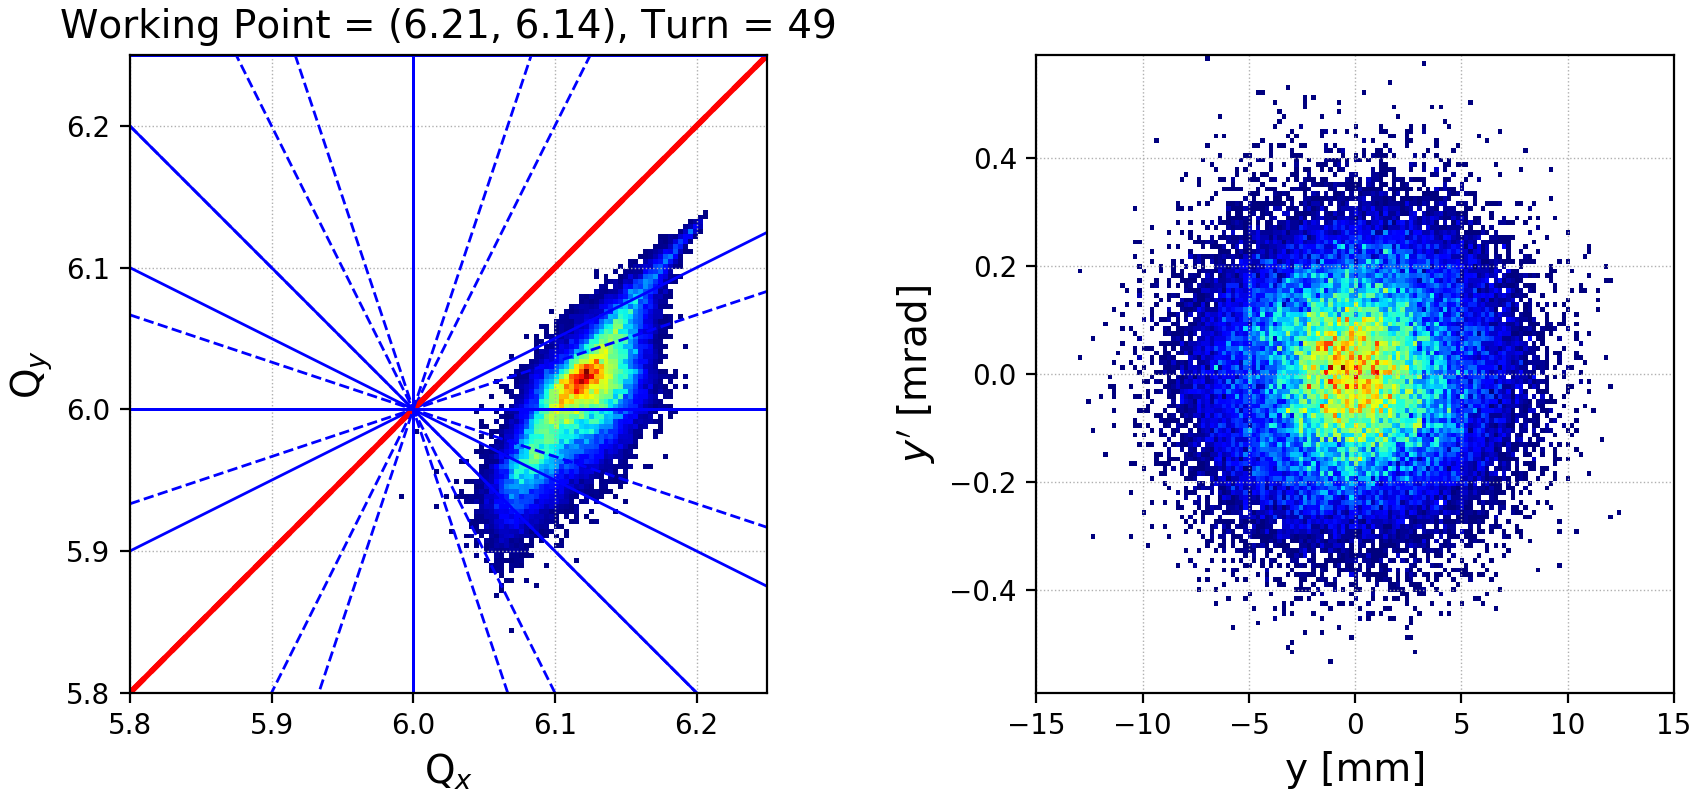 Working Point = (6.21, 6.14), Turn = 49
6.2
6.1
6.0
5.9
5.8
Q_y
5.8 5.9 6.0 6.1 6.2
Q_x
0.4
0.2
0.0
−0.2
−0.4
y′ [mrad]
−15 −10 −5 0 5 10 15
y [mm]